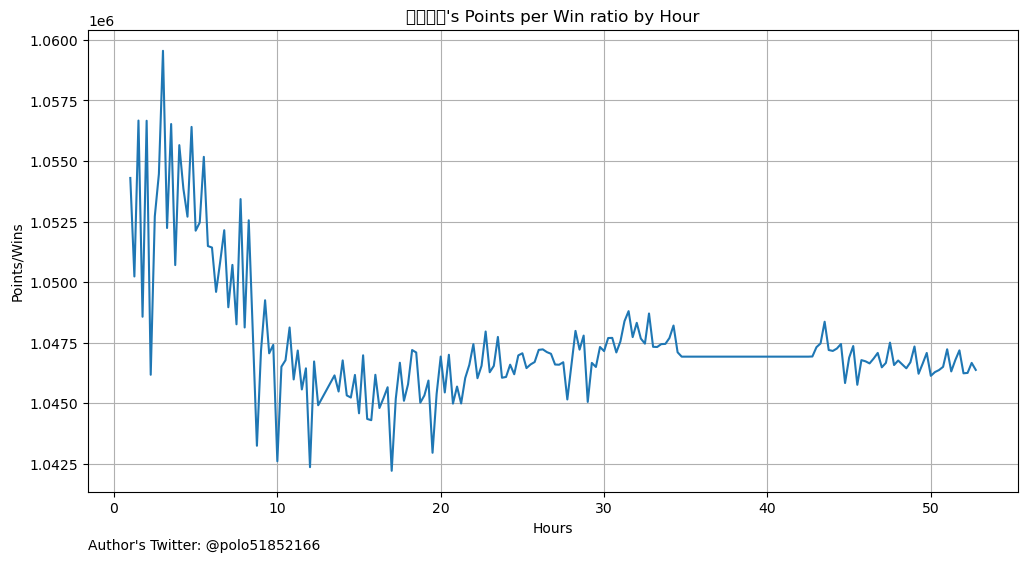 's Points per Win ratio by Hour
1e6
1.0600
1.0575
1.0550
1.0525
1.0500
1.0475
1.0450
1.0425
Points/Wins
0 10 20 30 40 50
Hours
Author's Twitter: @polo51852166